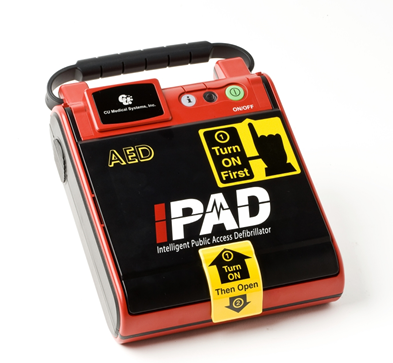 CU
CU Medical Systems, Inc.
i
ON/OFF
AED
1
Turn
ON
First
iPAD
Intelligent Public Access Defibrillator
1
Turn
ON
Then Open
2